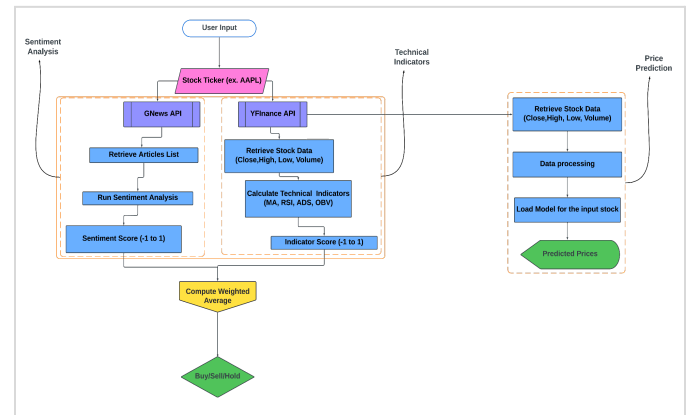 User Input
Sentiment
Analysis
Technical
Indicators
Price
Prediction
Stock Ticker (ex. AAPL)
GNews API
YFInance API
Retrieve Stock Data
(Close,High, Low, Volume)
Retrieve Articles List
Retrieve Stock Data
(Close,High, Low, Volume)
Data processing
Run Sentiment Analysis
Calculate Technical Indicators
(MA, RSI, ADS, OBV)
Load Model for the input stock
Sentiment Score (-1 to 1)
Indicator Score (-1 to 1)
Predicted Prices
Compute Weighted
Average
Buy/Sell/Hold